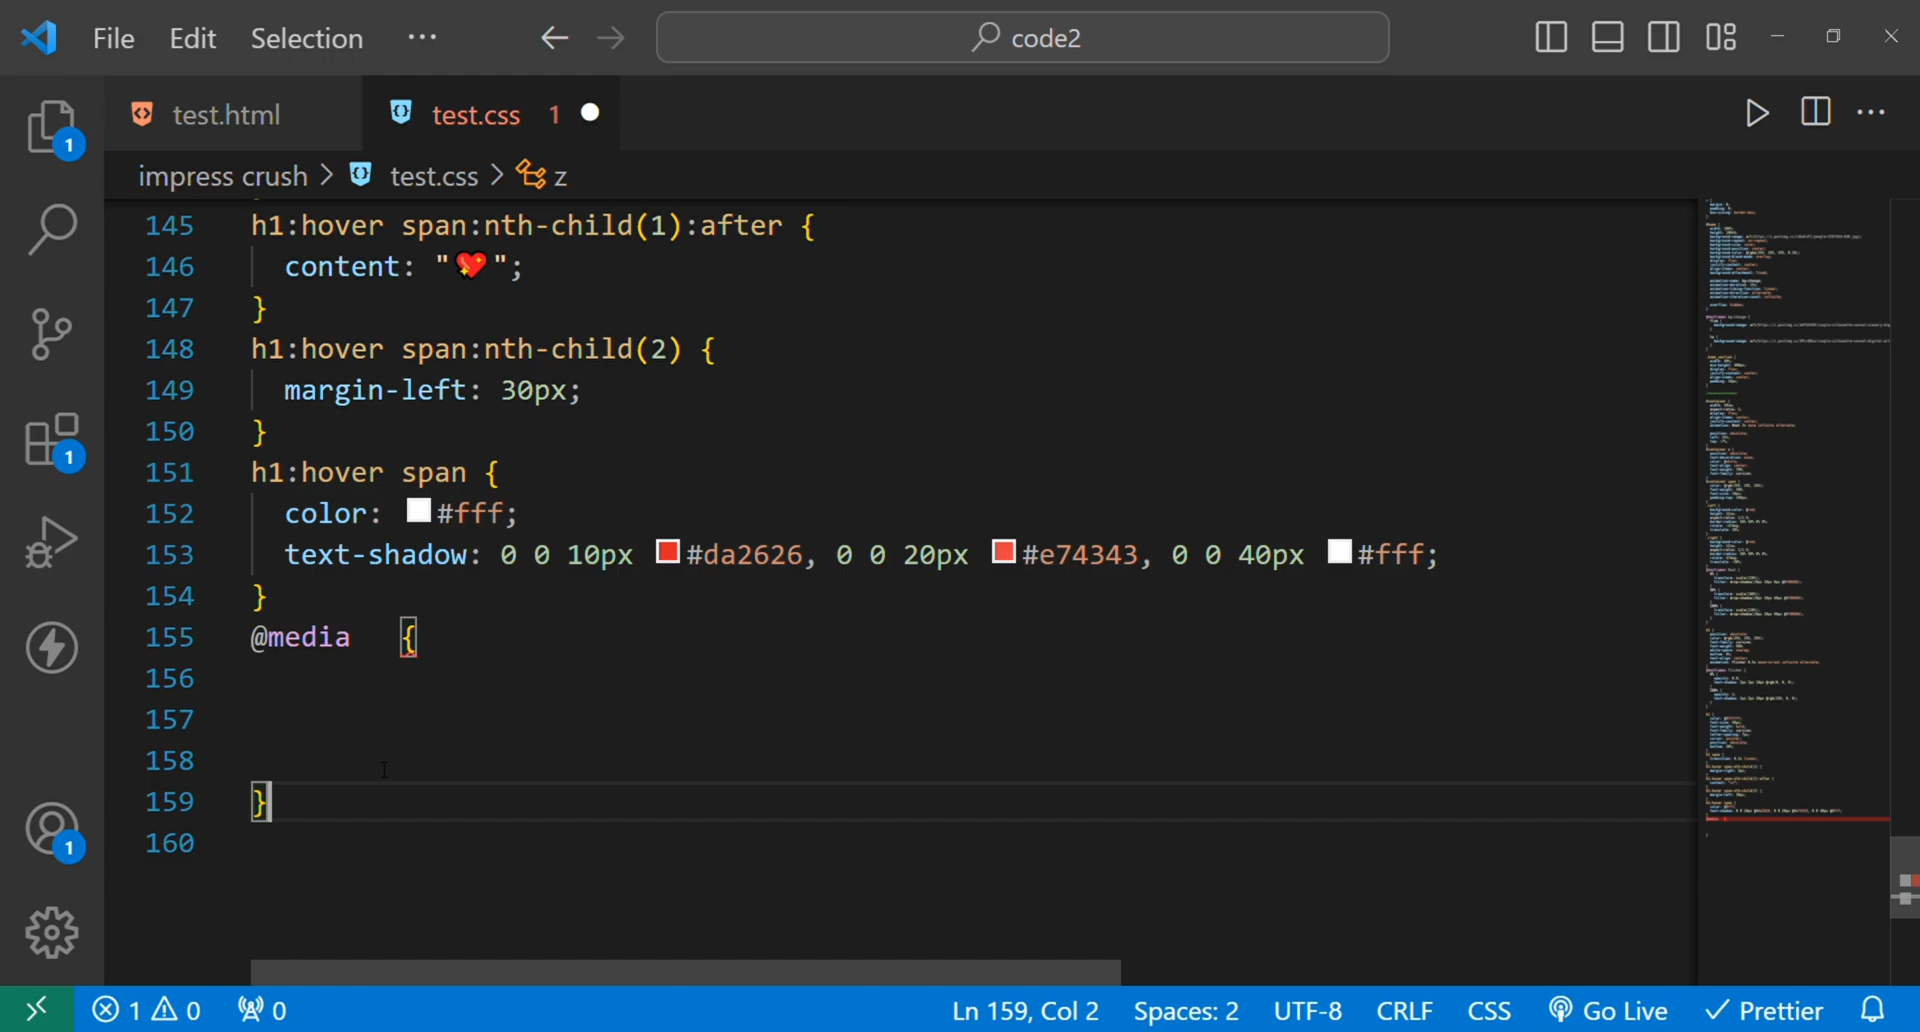 File Edit Selection ··· code2
test.html test.css 1
impress crush > test.css > z
145 h1:hover span:nth-child(1):after {
146 content: "💖";
147 }
148 h1:hover span:nth-child(2) {
149 margin-left: 30px;
150 }
151 h1:hover span {
152 color: #fff;
153 text-shadow: 0 0 10px #da2626, 0 0 20px #e74343, 0 0 40px #fff;
154 }
155 @media {
156
157
158
159 }
160
1
1
1
1 0 0 Ln 159, Col 2 Spaces: 2 UTF-8 CRLF CSS Go Live Prettier